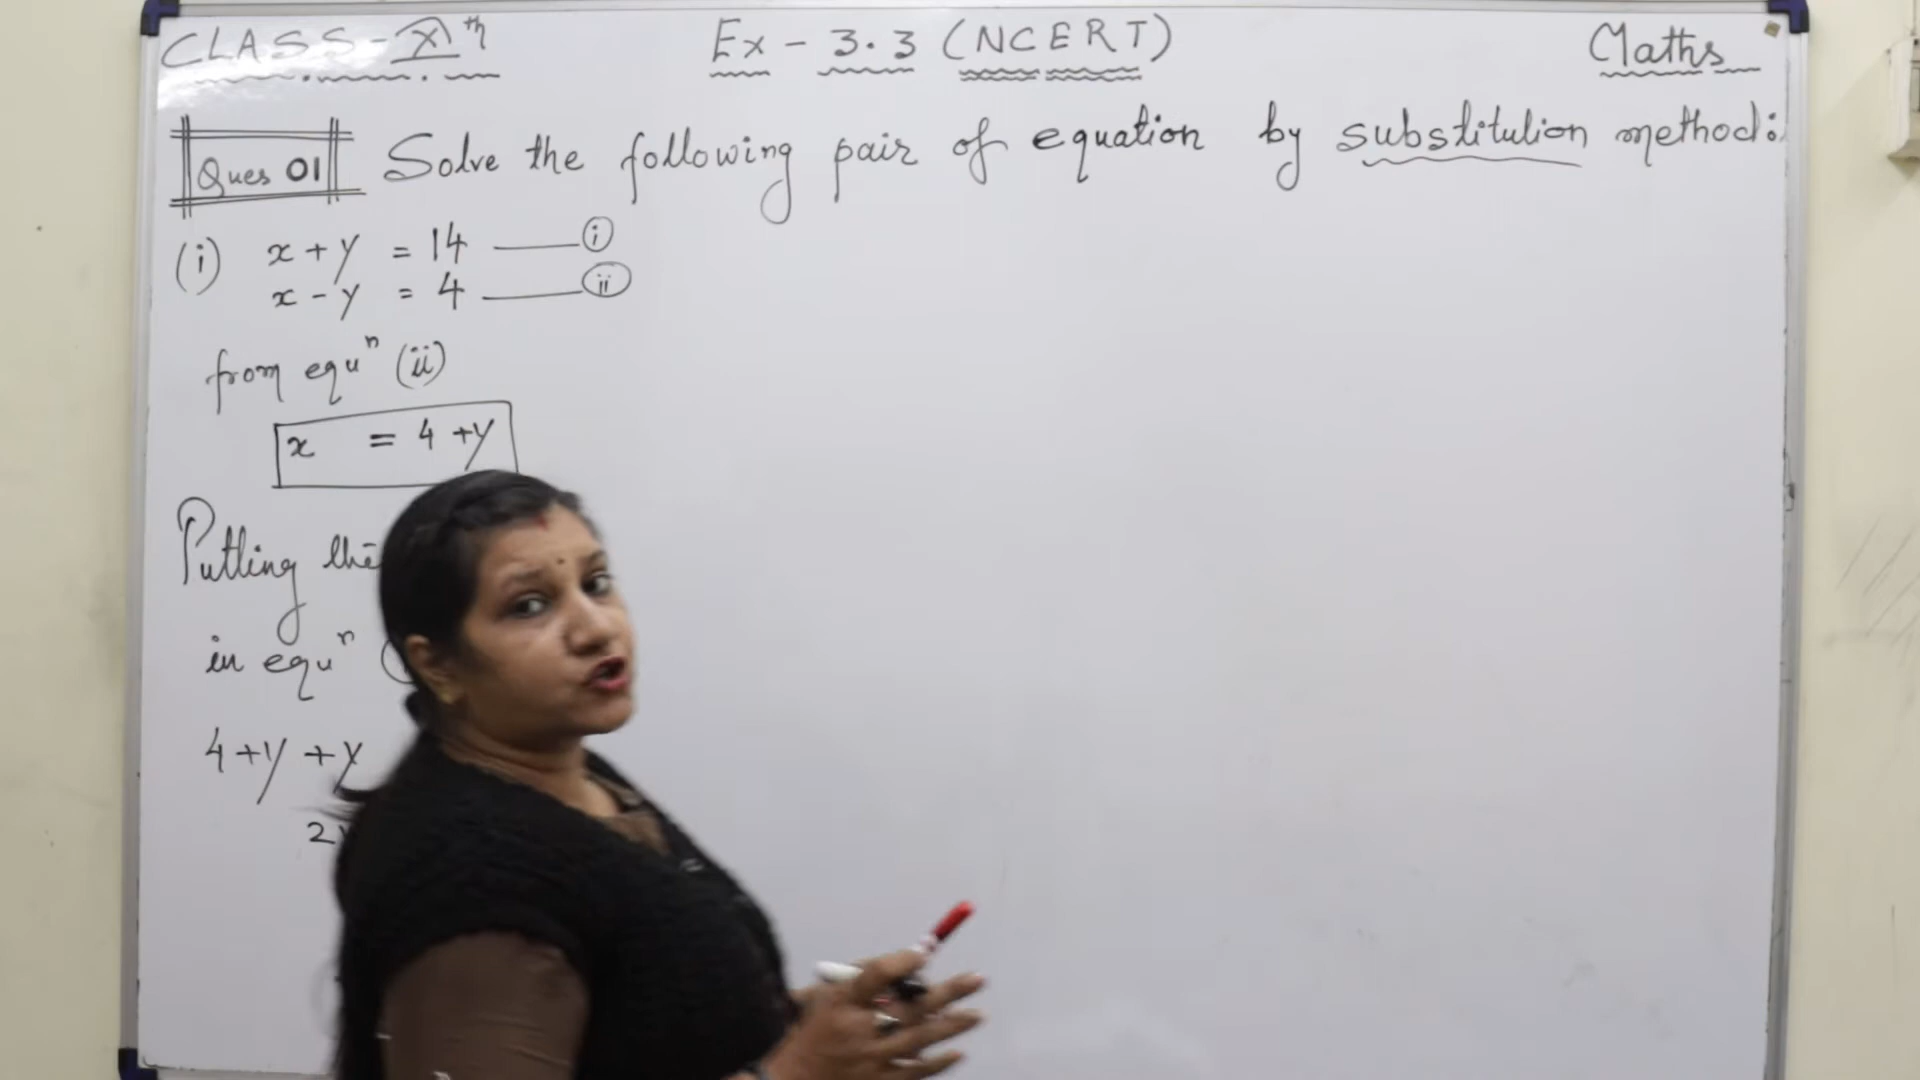 CLASS-Xth
Ex - 3.3 (NCERT)
Maths
Ques 01 Solve the following pair of equation by substitution method:
(i) x + y = 14 —— (i)
x - y = 4 —— (ii)
from equⁿ (ii)
x = 4 + y
Putting
in equⁿ
4 + y + y
2